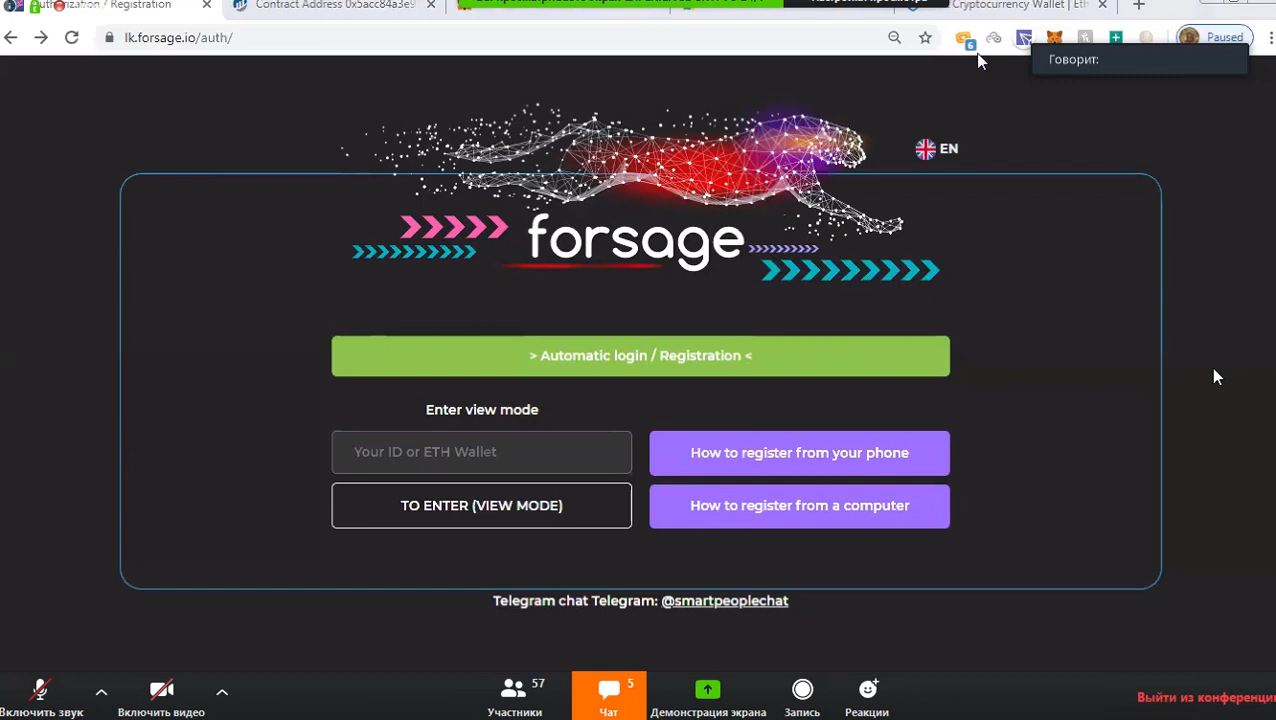 Authorization / Registration
Contract Address 0x5acc84a3e9
Cryptocurrency Wallet | Eth
lk.forsage.io/auth/
6
Paused
Говорит:
EN
forsage
> Automatic login / Registration <
Enter view mode
Your ID or ETH Wallet
How to register from your phone
TO ENTER (VIEW MODE)
How to register from a computer
Telegram chat Telegram: @smartpeoplechat
57
5
Включить звук
Включить видео
Участники
Чат
Демонстрация экрана
Запись
Реакции
Выйти из конференци